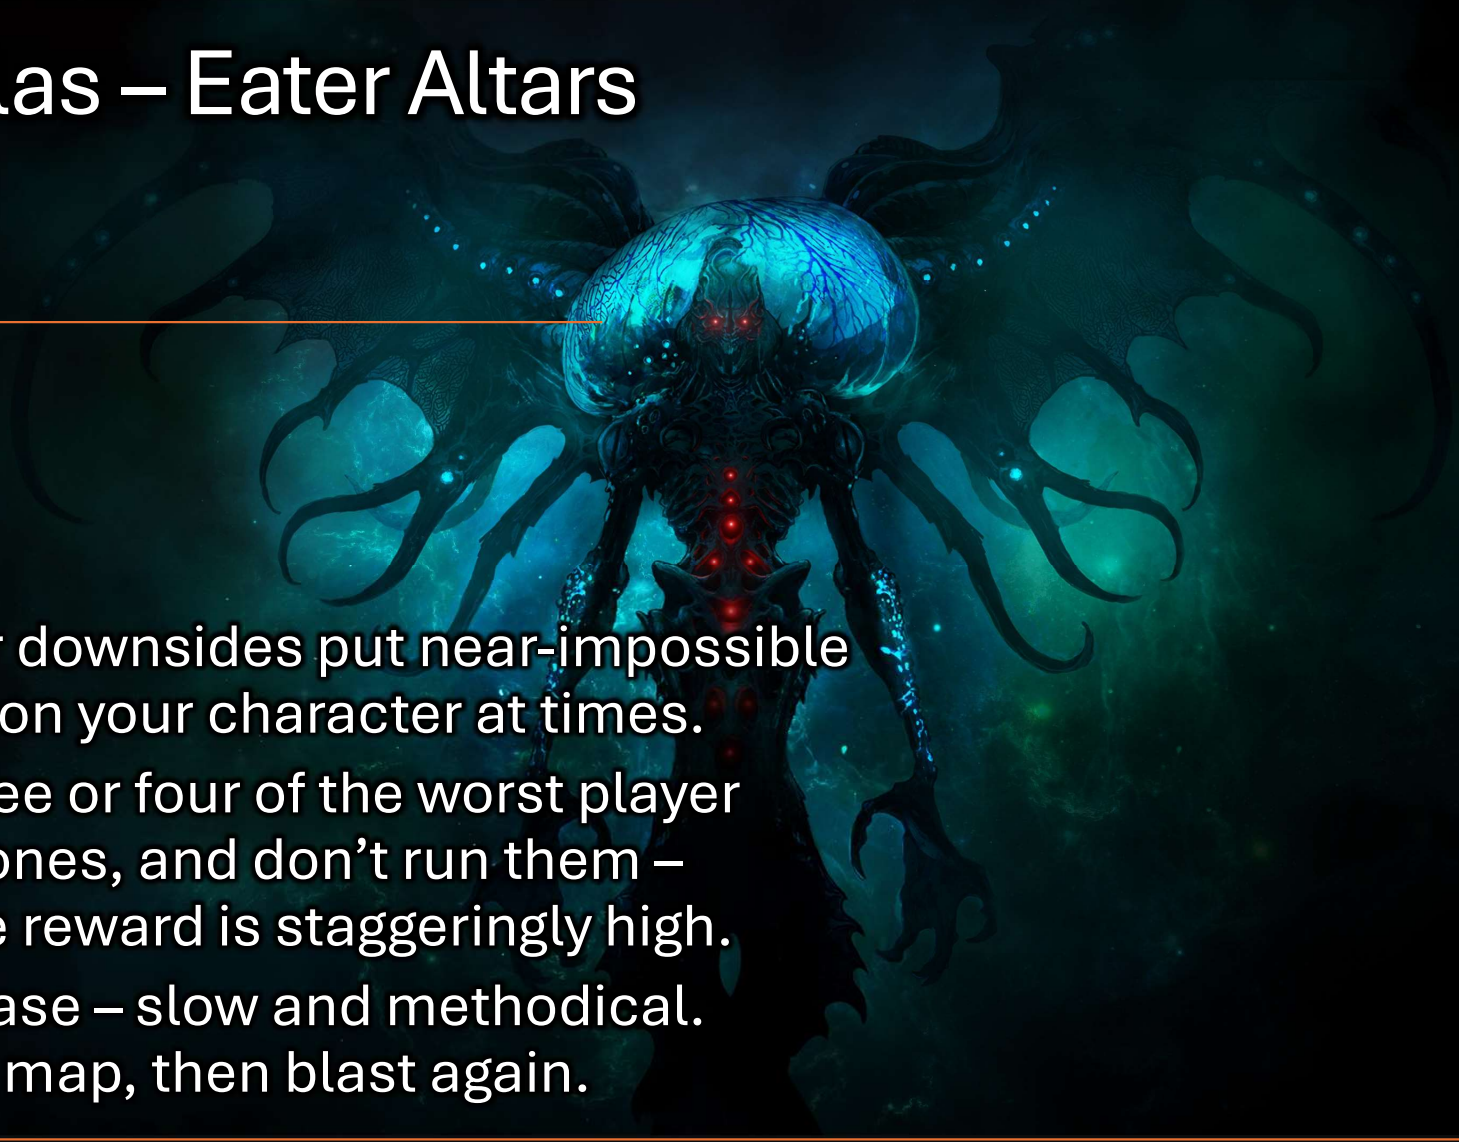 las – Eater Altars
r downsides put near-impossible
on your character at times.
ee or four of the worst player
ones, and don’t run them –
e reward is staggeringly high.
ase – slow and methodical.
map, then blast again.